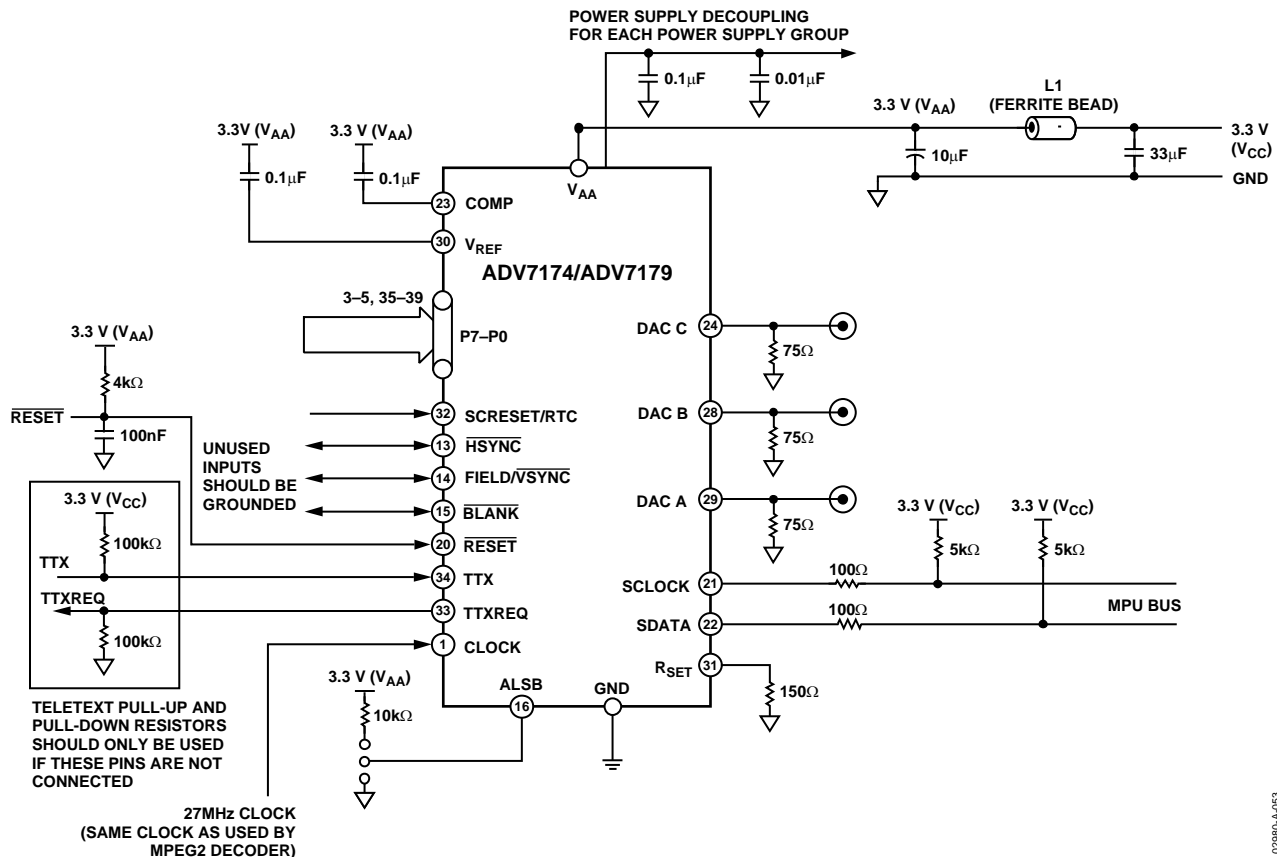 POWER SUPPLY DECOUPLING
FOR EACH POWER SUPPLY GROUP
0.1μF
0.01μF
L1
(FERRITE BEAD)
3.3 V (VAA)
10μF
33μF
3.3 V
(VCC)
GND
3.3V (VAA)
3.3 V (VAA)
0.1μF
0.1μF
VAA
23 COMP
30 VREF
ADV7174/ADV7179
3–5, 35–39
P7–P0
3.3 V (VAA)
4kΩ
RESET
100nF
UNUSED
INPUTS
SHOULD BE
GROUNDED
32 SCRESET/RTC
13 HSYNC
14 FIELD/VSYNC
15 BLANK
20 RESET
34 TTX
33 TTXREQ
1 CLOCK
DAC C 24
75Ω
DAC B 28
75Ω
DAC A 29
75Ω
SCLOCK 21
SDATA 22
RSET 31
150Ω
100Ω
100Ω
3.3 V (VCC)
3.3 V (VCC)
5kΩ
5kΩ
MPU BUS
3.3 V (VCC)
100kΩ
TTX
TTXREQ
100kΩ
TELETEXT PULL-UP AND
PULL-DOWN RESISTORS
SHOULD ONLY BE USED
IF THESE PINS ARE NOT
CONNECTED
3.3 V (VAA)
10kΩ
ALSB
16
GND
27MHz CLOCK
(SAME CLOCK AS USED BY
MPEG2 DECODER)
02980-A-053